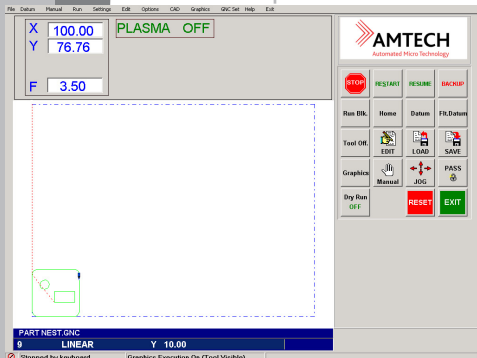 File Datum Run Settings Edit Options CAD Graphics GNC Set Help Exit
X 100.00
Y 76.76
F 3.50
PLASMA OFF
AMTECH
Automated Micro Technology
STOP RESTART RESUME BACKUP
Run Blk. Home Datum Flt.Datum
Tool Off. EDIT LOAD SAVE
Graphics Manual JOG PASS
Dry Run
OFF
RESET EXIT
PART NEST.GNC
9 LINEAR Y 10.00
Stopped by keyboard Graphics Execution On (Tool Visible)